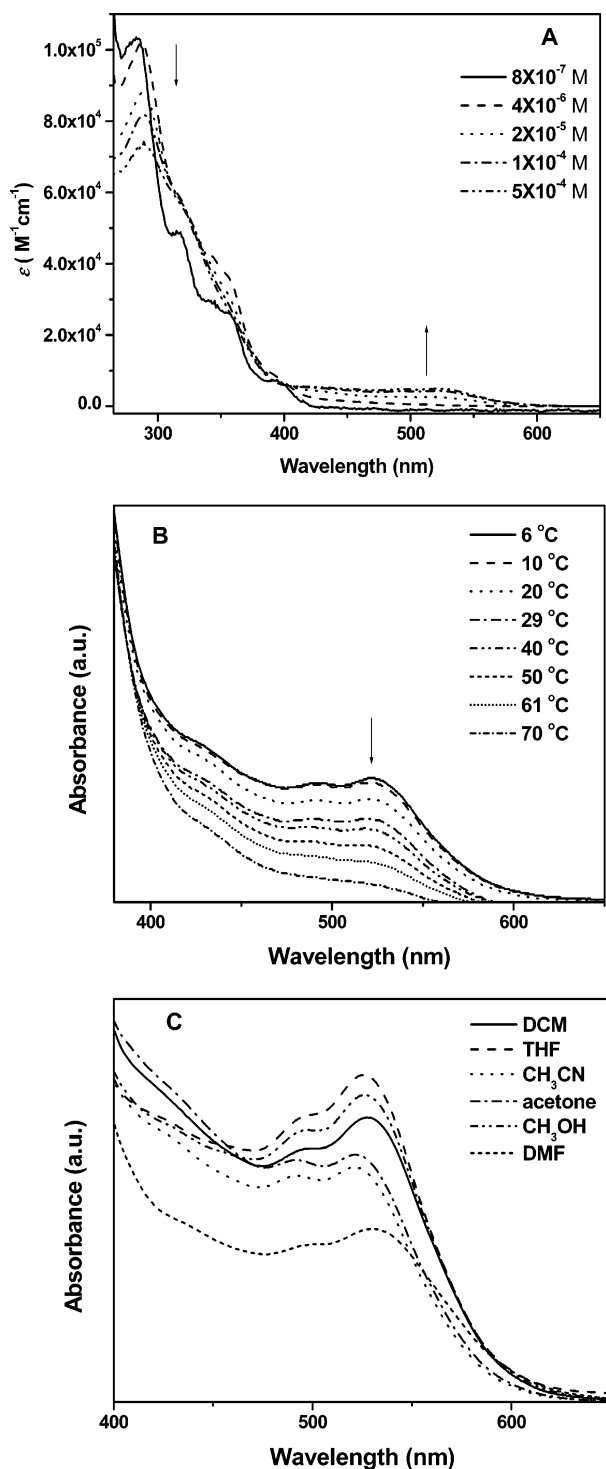 A
8X10⁻⁷ M
4X10⁻⁶ M
2X10⁻⁵ M
1X10⁻⁴ M
5X10⁻⁴ M
1.0X10⁵
8.0X10⁴
6.0X10⁴
4.0X10⁴
2.0X10⁴
0.0
ε ( M⁻¹cm⁻¹)
300 400 500 600
Wavelength (nm)
B
6 °C
10 °C
20 °C
29 °C
40 °C
50 °C
61 °C
70 °C
Absorbance (a.u.)
400 500 600
Wavelength (nm)
C
DCM
THF
CH₃CN
acetone
CH₃OH
DMF
Absorbance (a.u.)
400 500 600
Wavelength (nm)